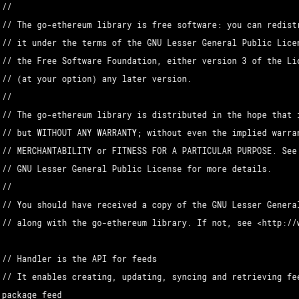 //
// The go-ethereum library is free software: you can redistr
// it under the terms of the GNU Lesser General Public Licen
// the Free Software Foundation, either version 3 of the Lic
// (at your option) any later version.
//
// The go-ethereum library is distributed in the hope that i
// but WITHOUT ANY WARRANTY; without even the implied warran
// MERCHANTABILITY or FITNESS FOR A PARTICULAR PURPOSE. See
// GNU Lesser General Public License for more details.
//
// You should have received a copy of the GNU Lesser General
// along with the go-ethereum library. If not, see <http://w
// Handler is the API for feeds
// It enables creating, updating, syncing and retrieving fee
package feed